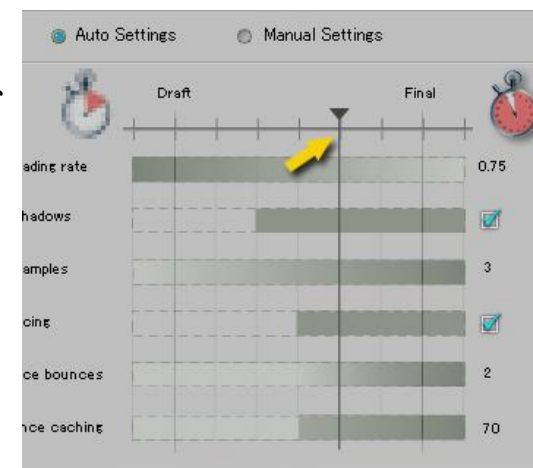 Auto Settings Manual Settings
Draft Final
ading rate 0.75
hadows
amples 3
cing
ce bounces 2
nce caching 70